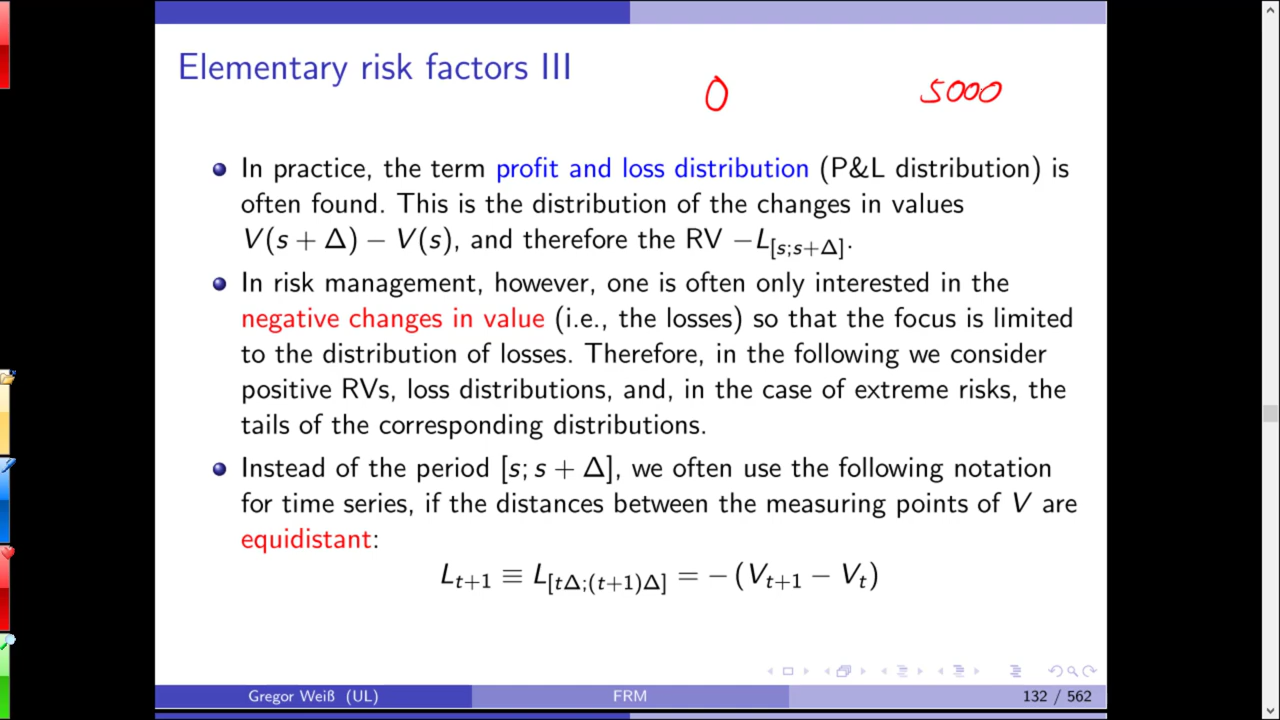 Elementary risk factors III
0 5000
In practice, the term profit and loss distribution (P&L distribution) is
often found. This is the distribution of the changes in values
V(s + Δ) − V(s), and therefore the RV −L[s;s+Δ].
In risk management, however, one is often only interested in the
negative changes in value (i.e., the losses) so that the focus is limited
to the distribution of losses. Therefore, in the following we consider
positive RVs, loss distributions, and, in the case of extreme risks, the
tails of the corresponding distributions.
Instead of the period [s; s + Δ], we often use the following notation
for time series, if the distances between the measuring points of V are
equidistant:
Lt+1 ≡ L[tΔ;(t+1)Δ] = − (Vt+1 − Vt)
Gregor Weiß (UL) FRM 132 / 562